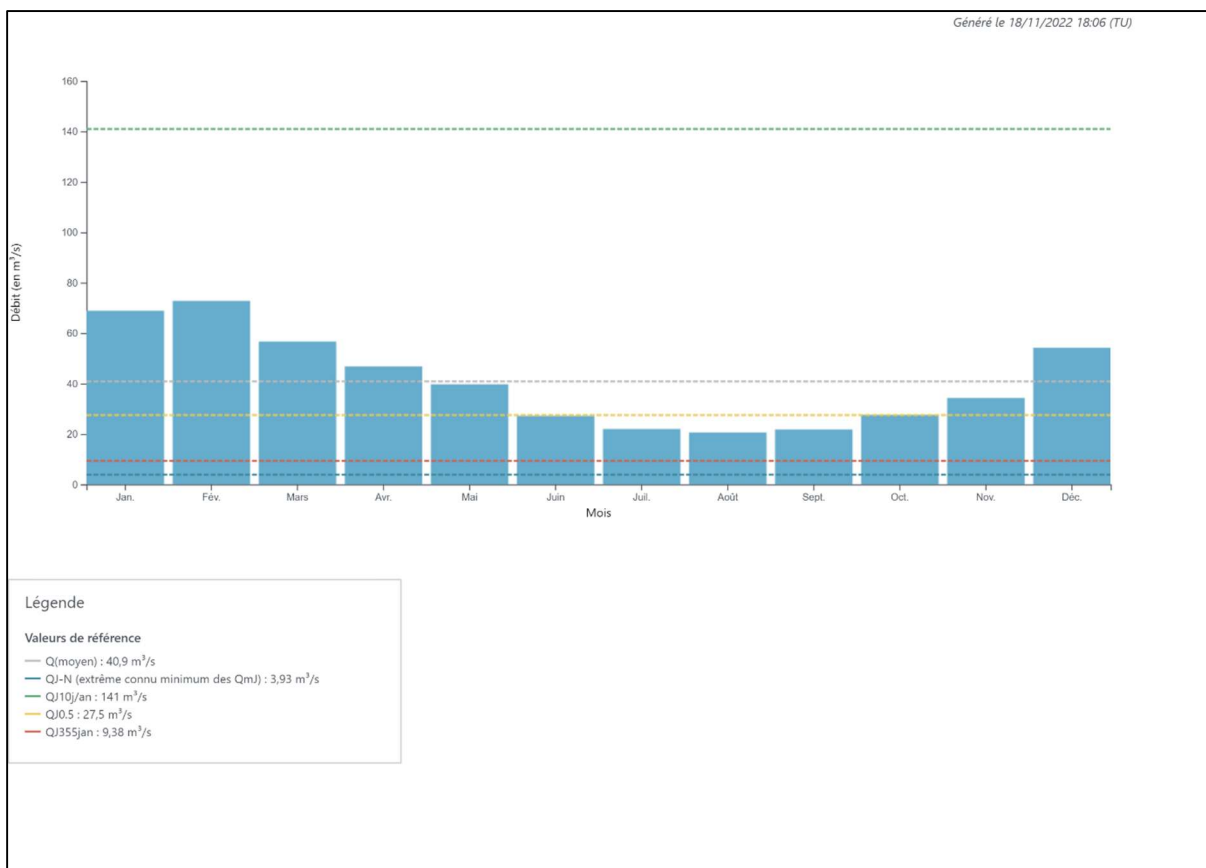 Généré le 18/11/2022 18:06 (TU)
160
140
120
100
80
60
40
20
0
Débit (en m³/s)
Jan. Fév. Mars Avr. Mai Juin Juil. Août Sept. Oct. Nov. Déc.
Mois
Légende
Valeurs de référence
Q(moyen) : 40,9 m³/s
QJ-N (extrême connu minimum des QmJ) : 3,93 m³/s
QJ10j/an : 141 m³/s
QJ0.5 : 27,5 m³/s
QJ355jan : 9,38 m³/s